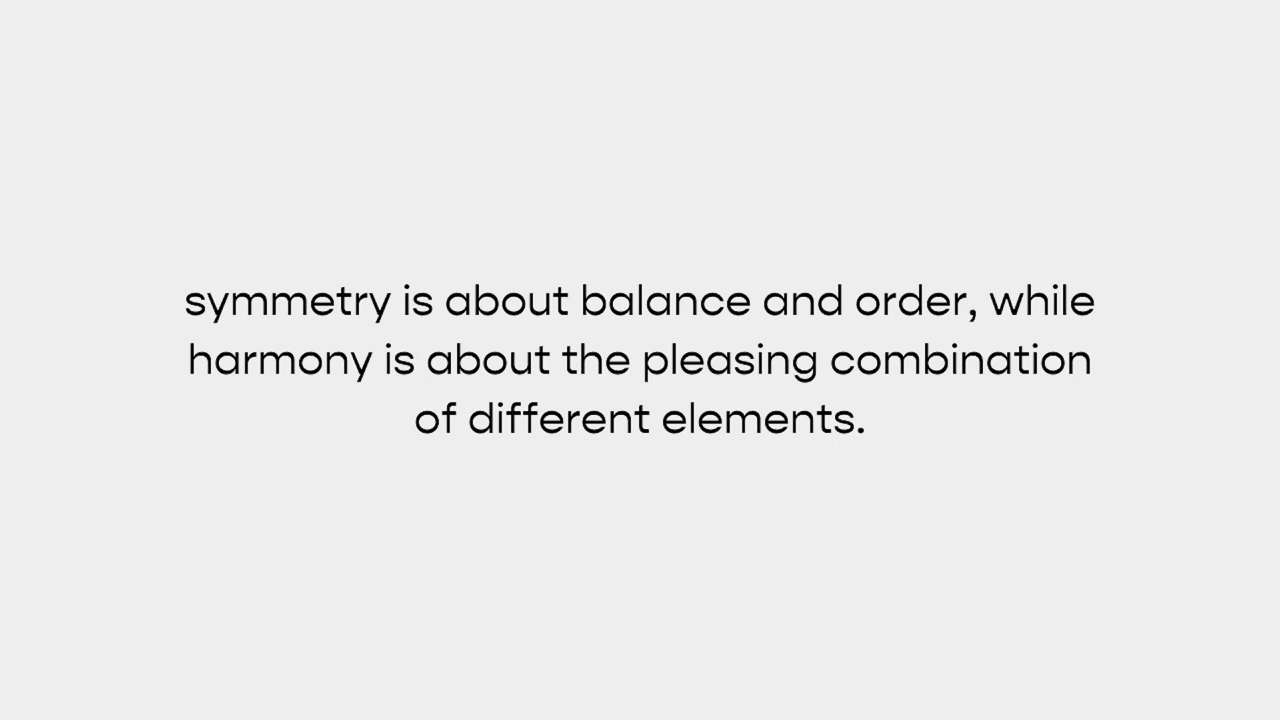 symmetry is about balance and order, while
harmony is about the pleasing combination
of different elements.